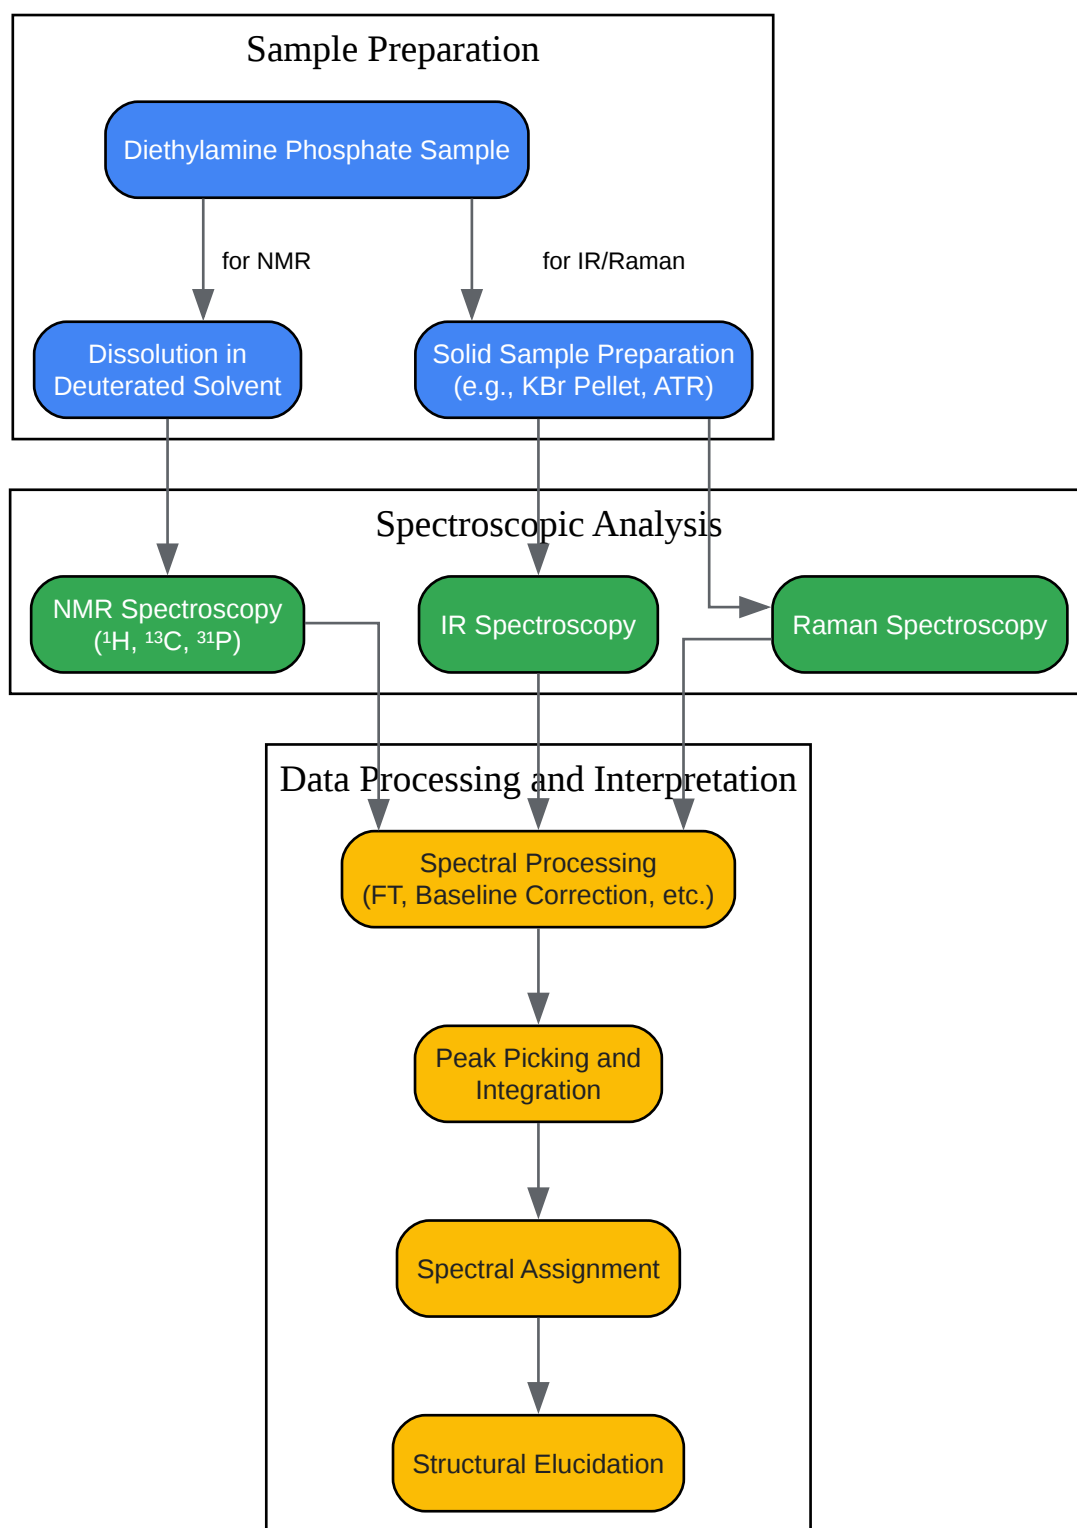 Sample Preparation
Diethylamine Phosphate Sample
for NMR
for IR/Raman
Dissolution in
Deuterated Solvent
Solid Sample Preparation
(e.g., KBr Pellet, ATR)
Spectroscopic Analysis
NMR Spectroscopy
(¹H, ¹³C, ³¹P)
IR Spectroscopy
Raman Spectroscopy
Data Processing and Interpretation
Spectral Processing
(FT, Baseline Correction, etc.)
Peak Picking and
Integration
Spectral Assignment
Structural Elucidation